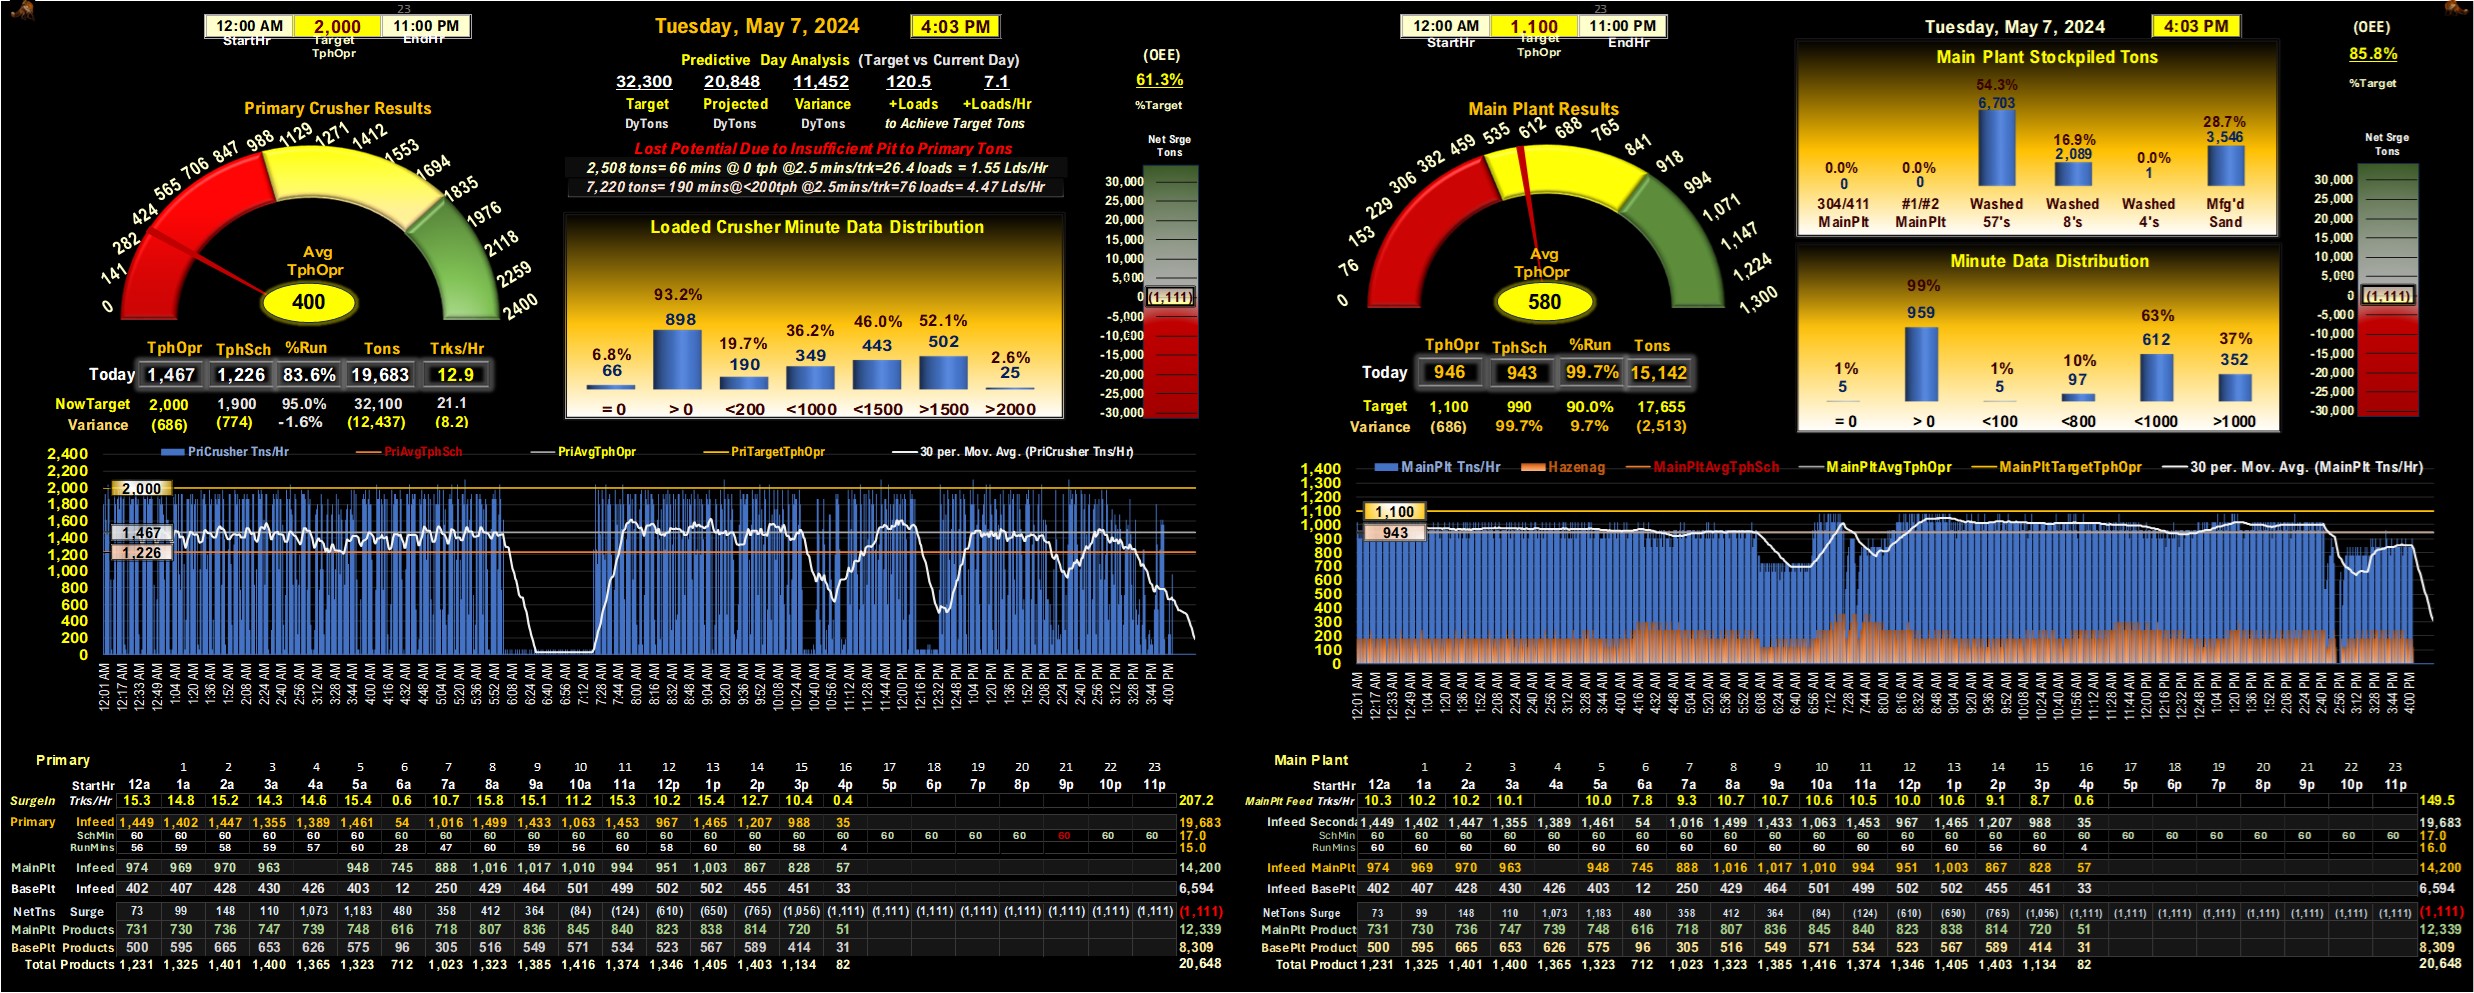 23
12:00 AM 2,000 11:00 PM
StartHr Target TphOpr EndHr
Tuesday, May 7, 2024 4:03 PM
Predictive Day Analysis (Target vs Current Day)
32,300 20,848 11,452 120.5 7.1
Target Projected Variance +Loads +Loads/Hr
DyTons DyTons DyTons to Achieve Target Tons
(OEE)
61.3%
%Target
Lost Potential Due to Insufficient Pit to Primary Tons
2,508 tons= 66 mins @ 0 tph @2.5 mins/trk=26.4 loads = 1.55 Lds/Hr
7,220 tons= 190 mins@<200tph @2.5mins/trk=76 loads= 4.47 Lds/Hr
Primary Crusher Results
0 141 282 424 565 706 847 988 1129 1271 1412 1553 1694 1835 1976 2118 2259 2400
Avg
TphOpr
400
TphOpr TphSch %Run Tons Trks/Hr
Today 1,467 1,226 83.6% 19,683 12.9
NowTarget 2,000 1,900 95.0% 32,100 21.1
Variance (686) (774) -1.6% (12,437) (8.2)
Loaded Crusher Minute Data Distribution
6.8% 93.2% 19.7% 36.2% 46.0% 52.1% 2.6%
66 898 190 349 443 502 25
= 0 > 0 <200 <1000 <1500 >1500 >2000
Net Srge
Tons
30,000
25,000
20,000
15,000
10,000
5,000
0 (1,111)
-5,000
-10,000
-15,000
-20,000
-25,000
-30,000
PriCrusher Tns/Hr PriAvgTphSch PriAvgTphOpr PriTargetTphOpr 30 per. Mov. Avg. (PriCrusher Tns/Hr)
2,400
2,200
2,000
1,800
1,600
1,400
1,200
1,000
800
600
400
200
0
2,000
1,467
1,226
12:01 AM 12:17 AM 12:33 AM 12:49 AM 1:04 AM 1:20 AM 1:36 AM 1:52 AM 2:08 AM 2:24 AM 2:40 AM 2:56 AM 3:12 AM 3:28 AM 3:44 AM 4:00 AM 4:16 AM 4:32 AM 4:48 AM 5:04 AM 5:20 AM 5:36 AM 5:52 AM 6:08 AM 6:24 AM 6:40 AM 6:56 AM 7:12 AM 7:28 AM 7:44 AM 8:00 AM 8:16 AM 8:32 AM 8:48 AM 9:04 AM 9:20 AM 9:36 AM 9:52 AM 10:08 AM 10:24 AM 10:40 AM 10:56 AM 11:12 AM 11:28 AM 11:44 AM 12:00 PM 12:16 PM 12:32 PM 12:48 PM 1:04 PM 1:20 PM 1:36 PM 1:52 PM 2:08 PM 2:24 PM 2:40 PM 2:56 PM 3:12 PM 3:28 PM 3:44 PM 4:00 PM
Primary
1 2 3 4 5 6 7 8 9 10 11 12 13 14 15 16 17 18 19 20 21 22 23
StartHr 12a 1a 2a 3a 4a 5a 6a 7a 8a 9a 10a 11a 12p 1p 2p 3p 4p 5p 6p 7p 8p 9p 10p 11p
SurgeIn Trks/Hr 15.3 14.8 15.2 14.3 14.6 15.4 0.6 10.7 15.8 15.1 11.2 15.3 10.2 15.4 12.7 10.4 0.4 207.2
Primary Infeed 1,449 1,402 1,447 1,355 1,389 1,461 54 1,016 1,499 1,433 1,063 1,453 967 1,465 1,207 988 35 19,683
SchMin 60 60 60 60 60 60 60 60 60 60 60 60 60 60 60 60 60 60 60 60 60 60 60 60 17.0
RunMins 56 59 58 59 57 60 28 47 60 59 56 60 58 60 60 58 4 15.0
MainPlt Infeed 974 969 970 963 948 745 888 1,016 1,017 1,010 994 951 1,003 867 828 57 14,200
BasePlt Infeed 402 407 428 430 426 403 12 250 429 464 501 499 502 502 455 451 33 6,594
NetTns Surge 73 99 148 110 1,073 1,183 480 358 412 364 (84) (124) (610) (650) (765) (1,056) (1,111) (1,111) (1,111) (1,111) (1,111) (1,111) (1,111) (1,111) (1,111)
MainPlt Products 731 730 736 747 739 748 616 718 807 836 845 840 823 838 814 720 51 12,339
BasePlt Products 500 595 665 653 626 575 96 305 516 549 571 534 523 567 589 414 31 8,309
Total Products 1,231 1,325 1,401 1,400 1,365 1,323 712 1,023 1,323 1,385 1,416 1,374 1,346 1,405 1,403 1,134 82 20,648
23
12:00 AM 1,100 11:00 PM
StartHr Target TphOpr EndHr
Tuesday, May 7, 2024 4:03 PM
(OEE)
85.8%
%Target
Main Plant Results
0 76 153 229 306 382 459 535 612 688 765 841 918 994 1,071 1,147 1,224 1,300
Avg
TphOpr
580
TphOpr TphSch %Run Tons
Today 946 943 99.7% 15,142
Target 1,100 990 90.0% 17,655
Variance (686) 99.7% 9.7% (2,513)
Main Plant Stockpiled Tons
0.0% 0.0% 54.3% 16.9% 0.0% 28.7%
0 0 6,703 2,089 1 3,546
304/411 #1/#2 Washed Washed Washed Mfg'd
MainPlt MainPlt 57's 8's 4's Sand
Minute Data Distribution
1% 99% 1% 10% 63% 37%
5 959 5 97 612 352
= 0 > 0 <100 <800 <1000 >1000
Net Srge
Tons
30,000
25,000
20,000
15,000
10,000
5,000
0 (1,111)
-5,000
-10,000
-15,000
-20,000
-25,000
-30,000
MainPlt Tns/Hr Hazenag MainPltAvgTphSch MainPltAvgTphOpr MainPltTargetTphOpr 30 per. Mov. Avg. (MainPlt Tns/Hr)
1,400
1,300
1,200
1,100
1,000
900
800
700
600
500
400
300
200
100
0
1,100
943
12:01 AM 12:17 AM 12:33 AM 12:49 AM 1:04 AM 1:20 AM 1:36 AM 1:52 AM 2:08 AM 2:24 AM 2:40 AM 2:56 AM 3:12 AM 3:28 AM 3:44 AM 4:00 AM 4:16 AM 4:32 AM 4:48 AM 5:04 AM 5:20 AM 5:36 AM 5:52 AM 6:08 AM 6:24 AM 6:40 AM 6:56 AM 7:12 AM 7:28 AM 7:44 AM 8:00 AM 8:16 AM 8:32 AM 8:48 AM 9:04 AM 9:20 AM 9:36 AM 9:52 AM 10:08 AM 10:24 AM 10:40 AM 10:56 AM 11:12 AM 11:28 AM 11:44 AM 12:00 PM 12:16 PM 12:32 PM 12:48 PM 1:04 PM 1:20 PM 1:36 PM 1:52 PM 2:08 PM 2:24 PM 2:40 PM 2:56 PM 3:12 PM 3:28 PM 3:44 PM 4:00 PM
Main Plant
1 2 3 4 5 6 7 8 9 10 11 12 13 14 15 16 17 18 19 20 21 22 23
StartHr 12a 1a 2a 3a 4a 5a 6a 7a 8a 9a 10a 11a 12p 1p 2p 3p 4p 5p 6p 7p 8p 9p 10p 11p
MainPlt Feed Trks/Hr 10.3 10.2 10.2 10.1 10.0 7.8 9.3 10.7 10.7 10.6 10.5 10.0 10.6 9.1 8.7 0.6 149.5
Infeed Seconda 1,449 1,402 1,447 1,355 1,389 1,461 54 1,016 1,499 1,433 1,063 1,453 967 1,465 1,207 988 35 19,683
SchMin 60 60 60 60 60 60 60 60 60 60 60 60 60 60 60 60 60 60 60 60 60 60 60 60 17.0
RunMins 60 60 60 60 60 60 60 60 60 60 60 60 60 60 56 60 4 16.0
Infeed MainPlt 974 969 970 963 948 745 888 1,016 1,017 1,010 994 951 1,003 867 828 57 14,200
Infeed BasePlt 402 407 428 430 426 403 12 250 429 464 501 499 502 502 455 451 33 6,594
NetTons Surge 73 99 148 110 1,073 1,183 480 358 412 364 (84) (124) (610) (650) (765) (1,056) (1,111) (1,111) (1,111) (1,111) (1,111) (1,111) (1,111) (1,111) (1,111)
MainPlt Product 731 730 736 747 739 748 616 718 807 836 845 840 823 838 814 720 51 12,339
BasePlt Product 500 595 665 653 626 575 96 305 516 549 571 534 523 567 589 414 31 8,309
Total Product 1,231 1,325 1,401 1,400 1,365 1,323 712 1,023 1,323 1,385 1,416 1,374 1,346 1,405 1,403 1,134 82 20,648